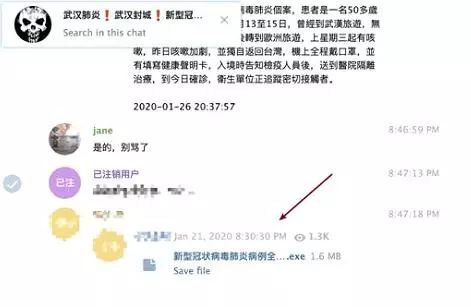 武汉肺炎❗武汉封城❗新型冠...
Search in this chat
病毒肺炎個案，患者是一名50多歲
13至15日，曾經到武漢旅遊，無
後轉到歐洲旅遊，上星期三起有咳
嗽，昨日咳嗽加劇，並獨自返回台灣，機上全程戴口罩，並
有填寫健康聲明卡，入境時告知檢疫人員後，送到醫院隔離
治療，到今日確診，衛生單位正追蹤密切接觸者。
2020-01-26 20:37:57
jane 8:46:59 PM
是的，别骂了
已注 已注销用户 8:47:13 PM
8:47:18 PM
Jan 21, 2020 8:30:30 PM 1.3K
新型冠状病毒肺炎病例全....exe 1.6 MB
Save file